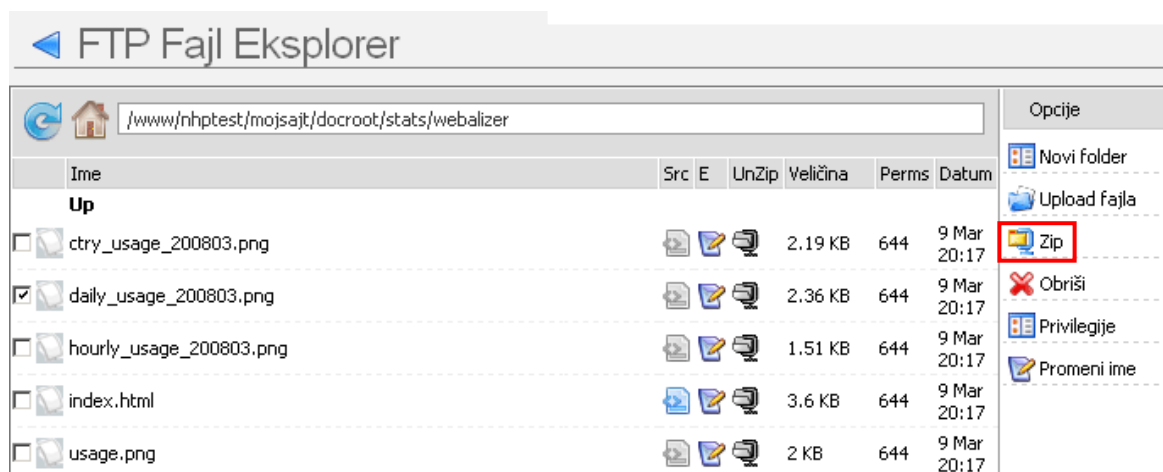 FTP Fajl Eksplorer
/www/nhptest/mojsajt/docroot/stats/webalizer
Ime Src E UnZip Veličina Perms Datum
Up
ctry_usage_200803.png 2.19 KB 644 9 Mar 20:17
daily_usage_200803.png 2.36 KB 644 9 Mar 20:17
hourly_usage_200803.png 1.51 KB 644 9 Mar 20:17
index.html 3.6 KB 644 9 Mar 20:17
usage.png 2 KB 644 9 Mar 20:17
Opcije
Novi folder
Upload fajla
Zip
Obriši
Privilegije
Promeni ime